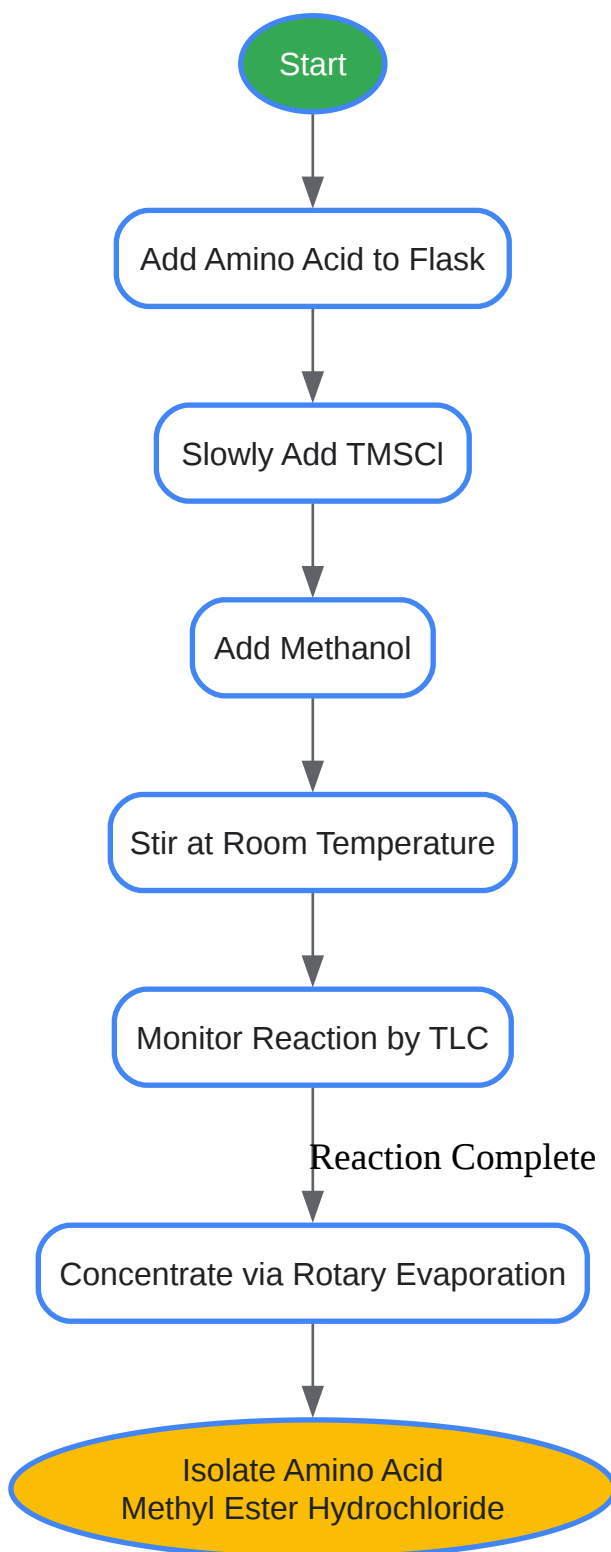 Start
Add Amino Acid to Flask
Slowly Add TMSCl
Add Methanol
Stir at Room Temperature
Monitor Reaction by TLC
Reaction Complete
Concentrate via Rotary Evaporation
Isolate Amino Acid
Methyl Ester Hydrochloride